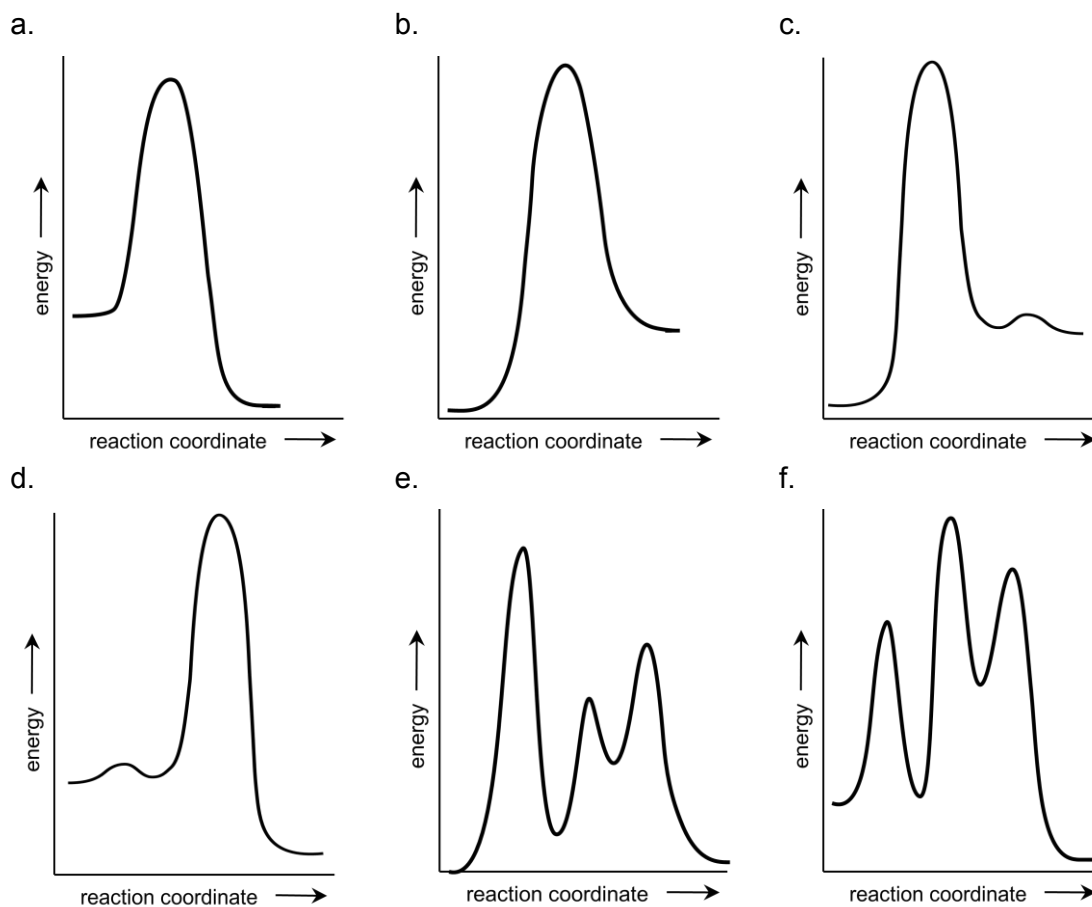 a.
energy
reaction coordinate
b.
energy
reaction coordinate
c.
energy
reaction coordinate
d.
energy
reaction coordinate
e.
energy
reaction coordinate
f.
energy
reaction coordinate